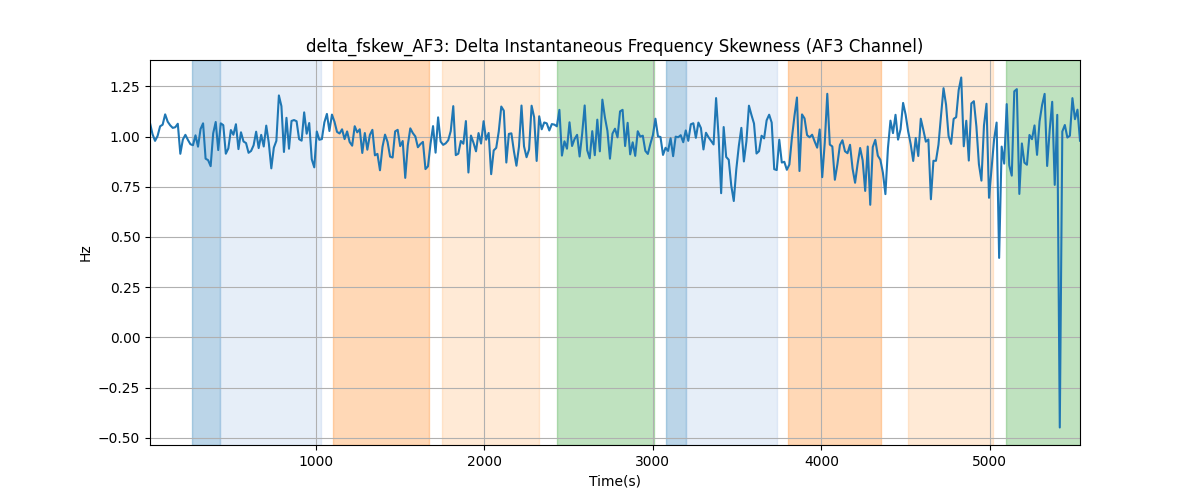 delta_fskew_AF3: Delta Instantaneous Frequency Skewness (AF3 Channel)
Hz
1.25
1.00
0.75
0.50
0.25
0.00
−0.25
−0.50
1000 2000 3000 4000 5000
Time(s)